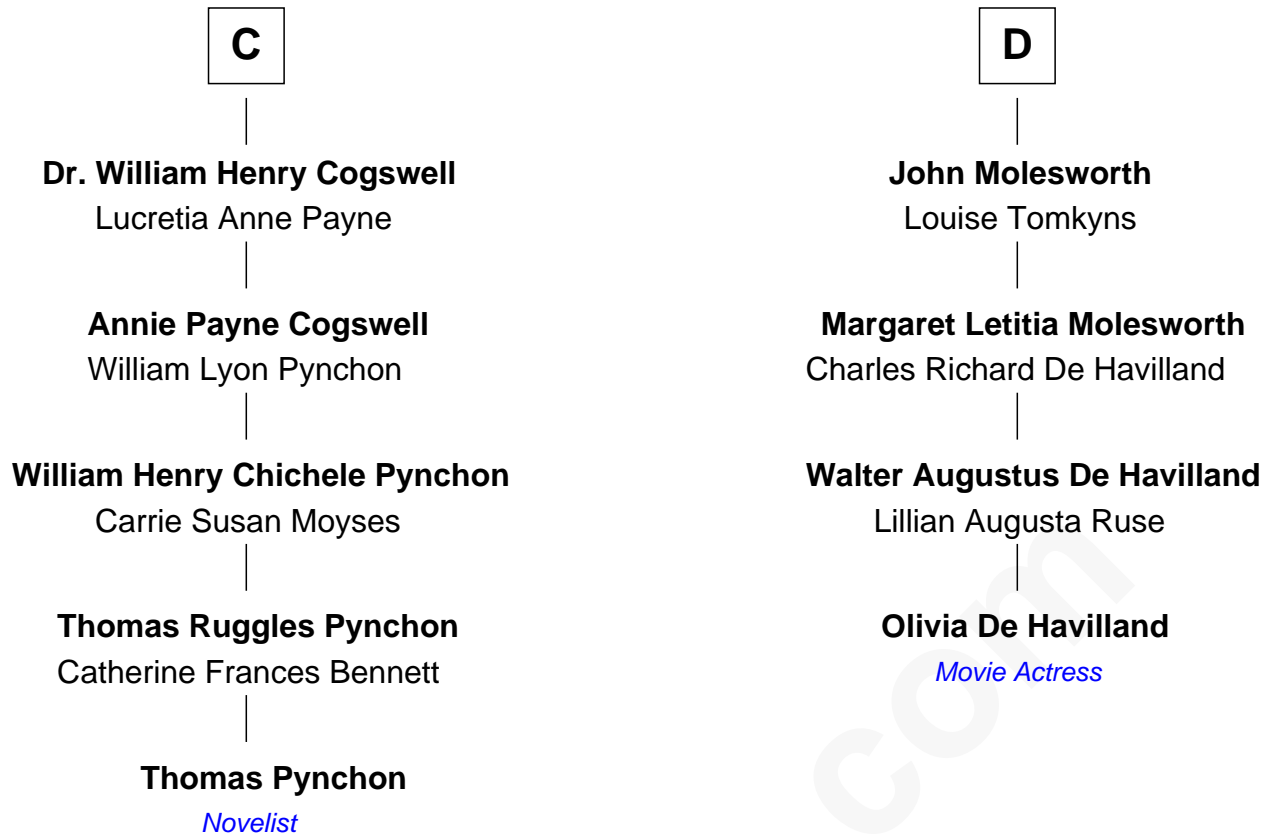 C
Dr. William Henry Cogswell
Lucretia Anne Payne
Annie Payne Cogswell
William Lyon Pynchon
William Henry Chichele Pynchon
Carrie Susan Moyses
Thomas Ruggles Pynchon
Catherine Frances Bennett
Thomas Pynchon
Novelist
D
John Molesworth
Louise Tomkyns
Margaret Letitia Molesworth
Charles Richard De Havilland
Walter Augustus De Havilland
Lillian Augusta Ruse
Olivia De Havilland
Movie Actress
com